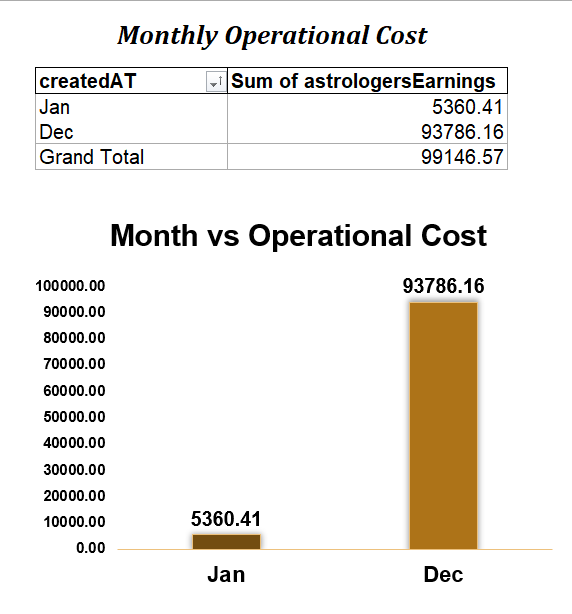 Monthly Operational Cost
createdAT Sum of astrologersEarnings
Jan 5360.41
Dec 93786.16
Grand Total 99146.57
Month vs Operational Cost
100000.00
93786.16
90000.00
80000.00
70000.00
60000.00
50000.00
40000.00
30000.00
20000.00
10000.00
5360.41
0.00
Jan Dec